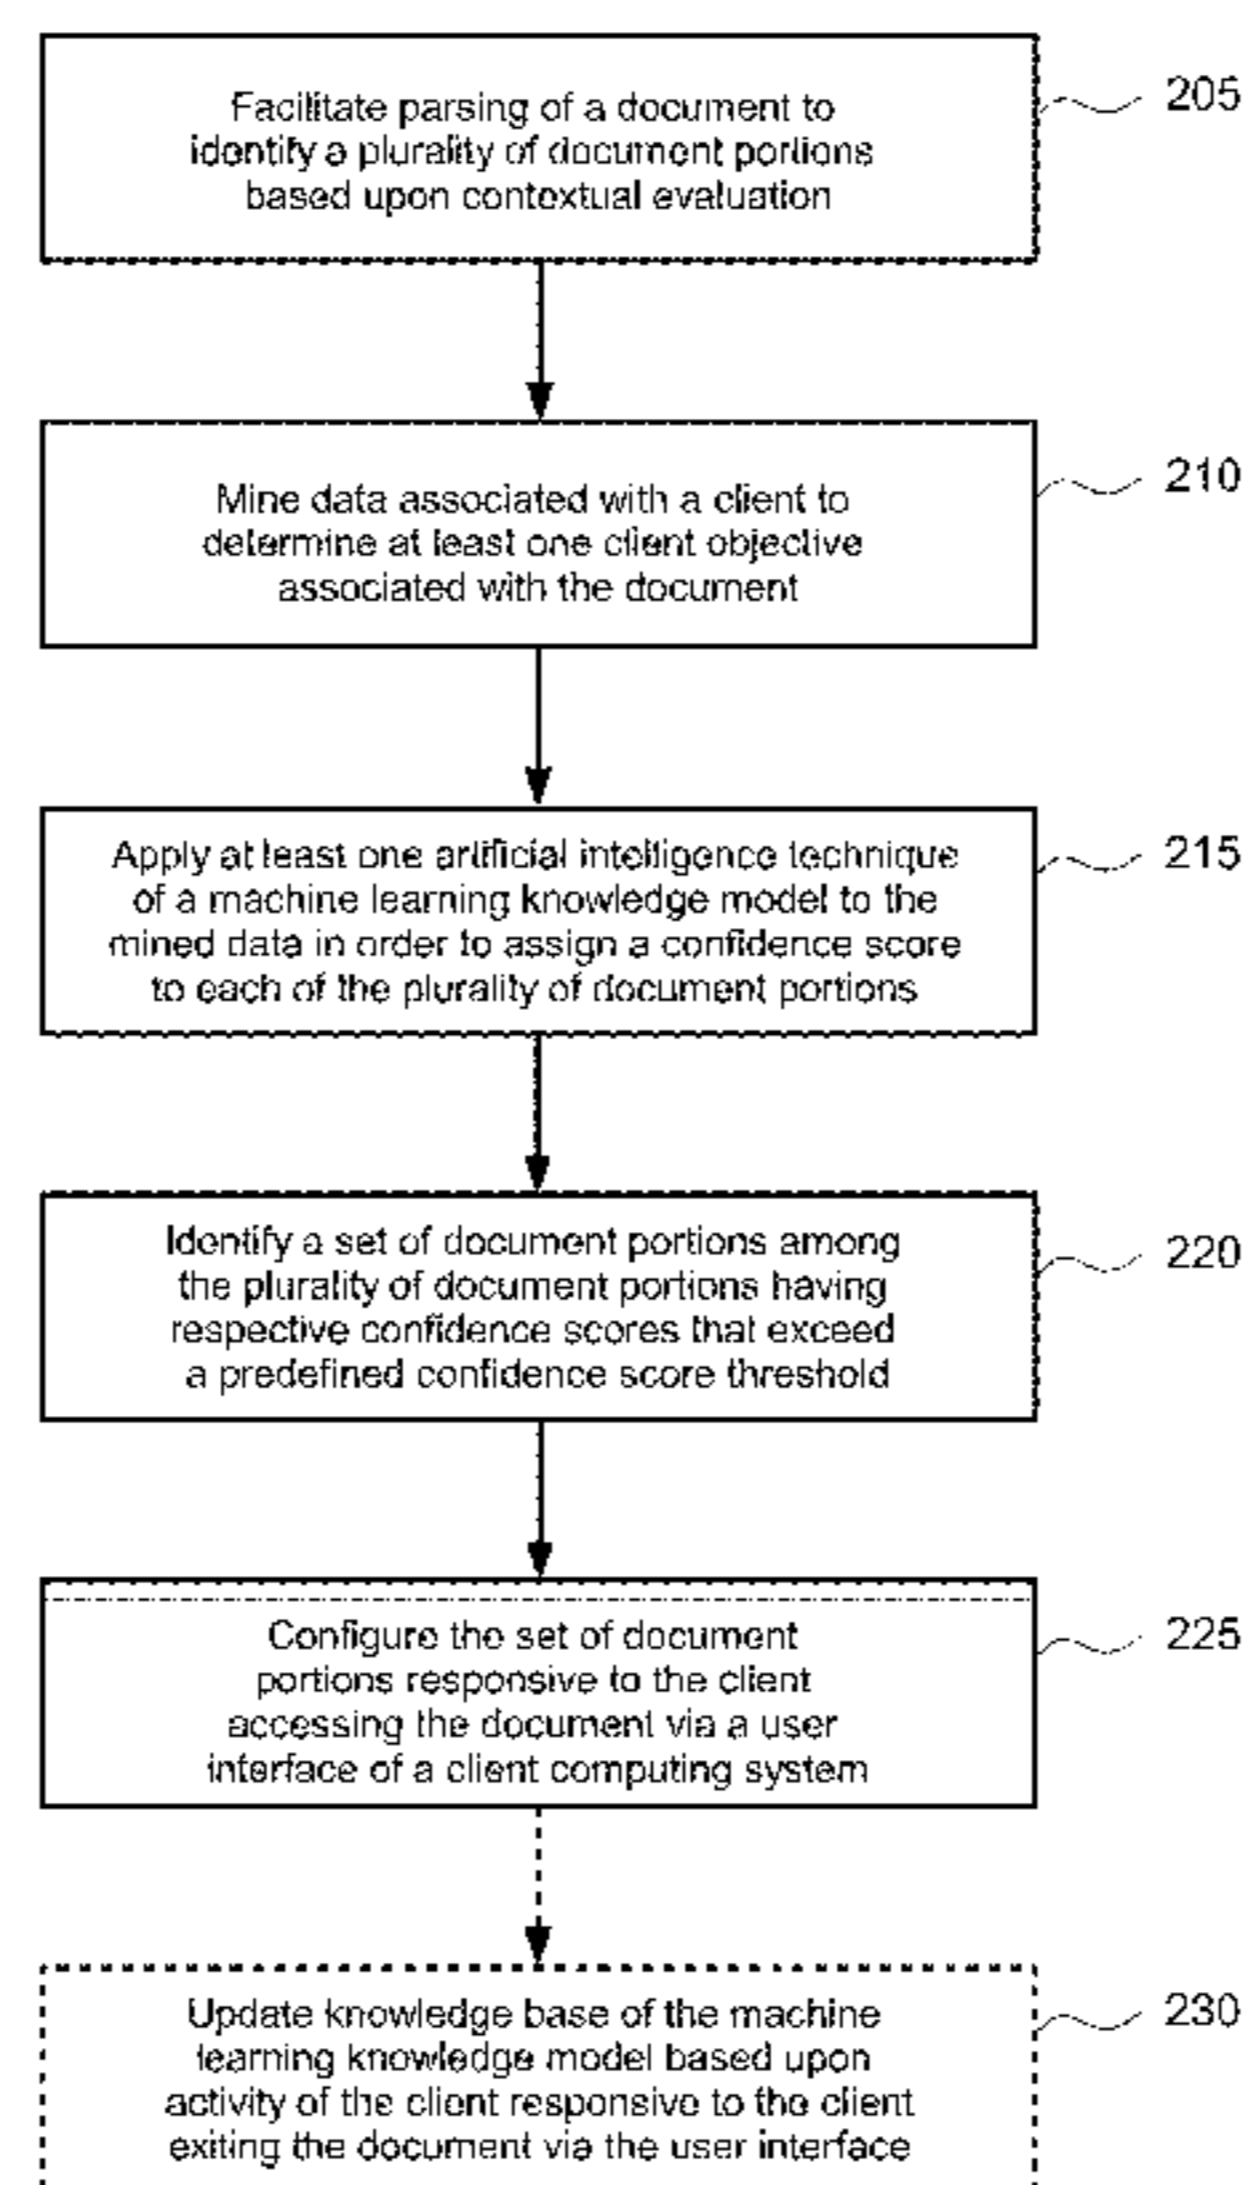 Facilitate parsing of a document to
identify a plurality of document portions
based upon contextual evaluation
205
Mine data associated with a client to
determine at least one client objective
associated with the document
210
Apply at least one artificial intelligence technique
of a machine learning knowledge model to the
mined data in order to assign a confidence score
to each of the plurality of document portions
215
Identify a set of document portions among
the plurality of document portions having
respective confidence scores that exceed
a predefined confidence score threshold
220
Configure the set of document
portions responsive to the client
accessing the document via a user
interface of a client computing system
225
Update knowledge base of the machine
learning knowledge model based upon
activity of the client responsive to the client
exiting the document via the user interface
230